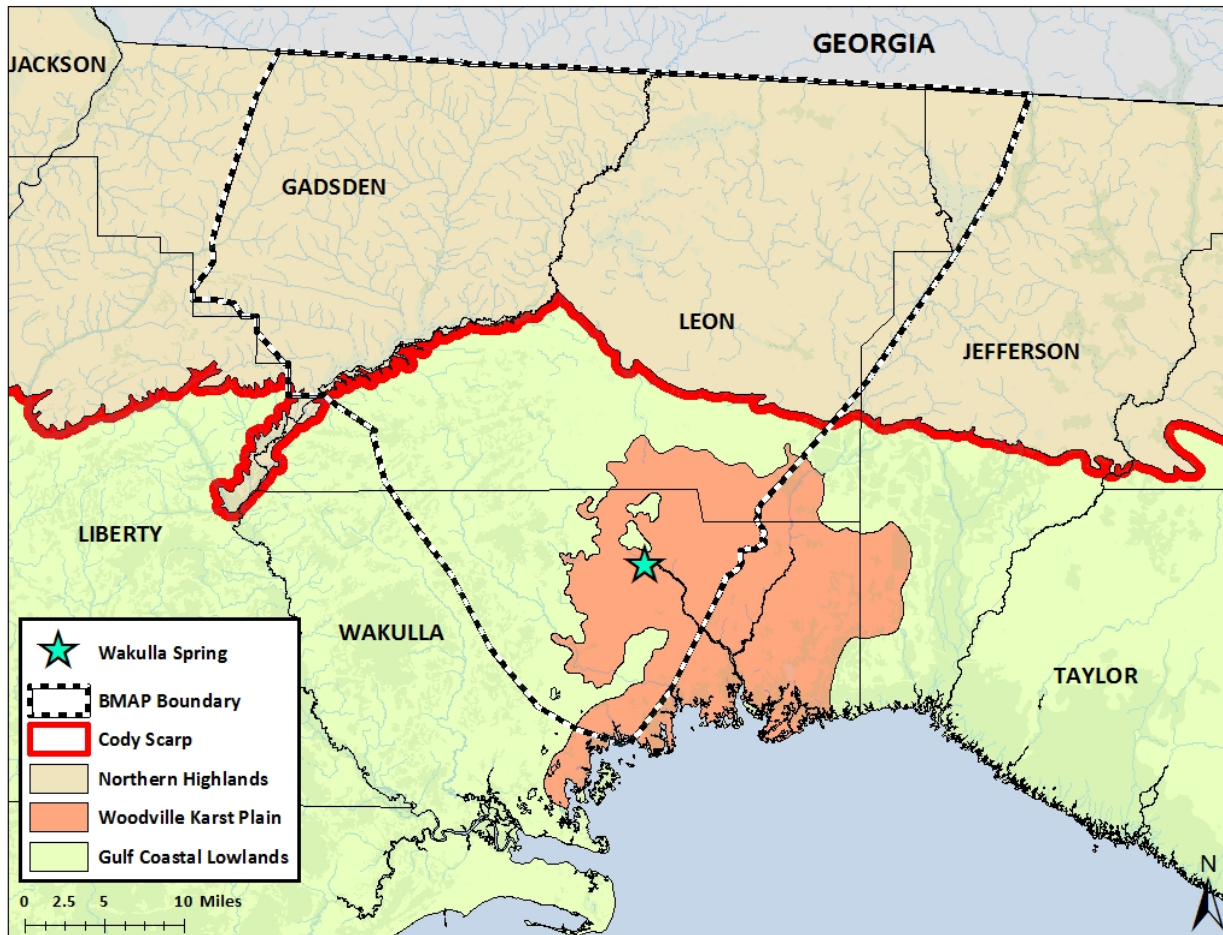 GEORGIA
JACKSON
GADSDEN
LEON
JEFFERSON
LIBERTY
WAKULLA
TAYLOR
Wakulla Spring
BMAP Boundary
Cody Scarp
Northern Highlands
Woodville Karst Plain
Gulf Coastal Lowlands
0 2.5 5 10 Miles
N